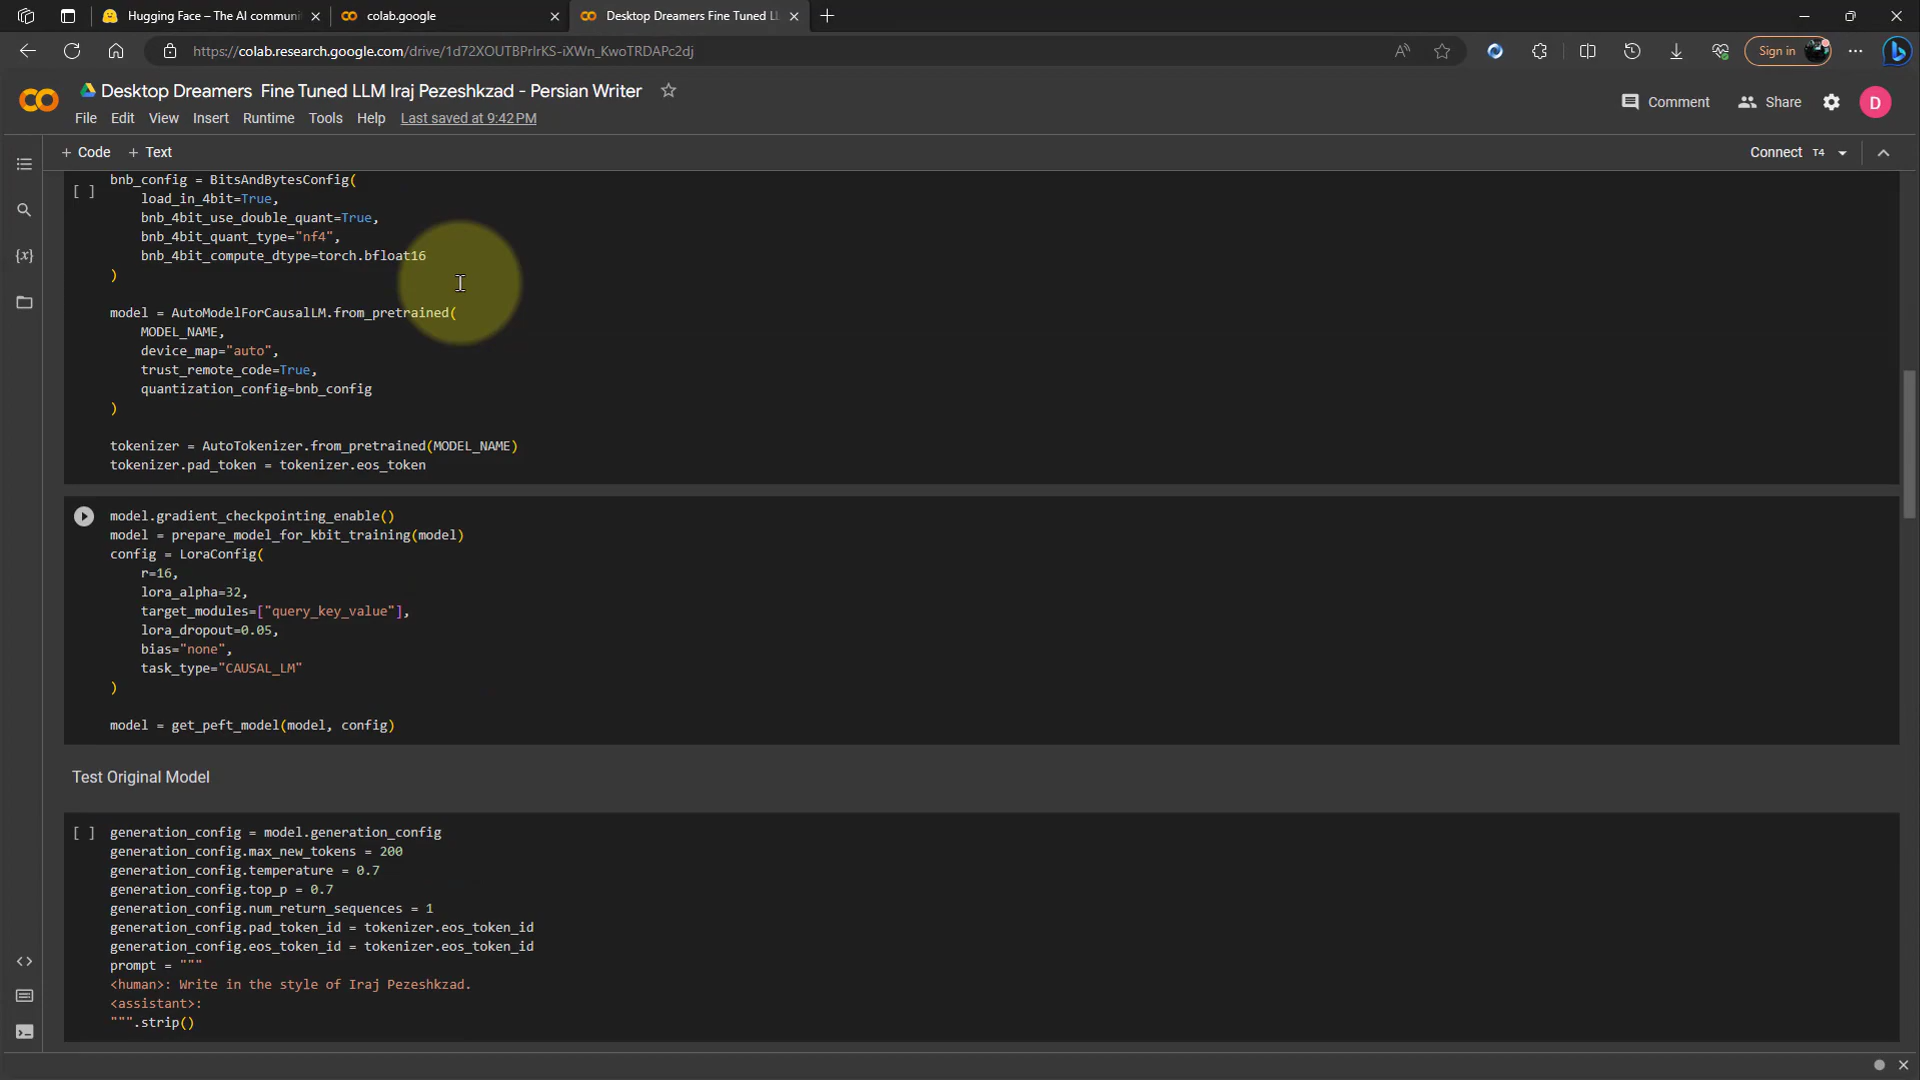 Hugging Face – The AI communi
colab.google
Desktop Dreamers Fine Tuned LL
https://colab.research.google.com/drive/1d72XOUTBPrIrKS-iXWn_KwoTRDAPc2dj
Sign in
Desktop Dreamers  Fine Tuned LLM Iraj Pezeshkzad - Persian Writer
Comment
Share
D
File Edit View Insert Runtime Tools Help Last saved at 9:42 PM
+ Code + Text
Connect T4
bnb_config = BitsAndBytesConfig(
[ ]
    load_in_4bit=True,
    bnb_4bit_use_double_quant=True,
    bnb_4bit_quant_type="nf4",
    bnb_4bit_compute_dtype=torch.bfloat16
)
model = AutoModelForCausalLM.from_pretrained(
    MODEL_NAME,
    device_map="auto",
    trust_remote_code=True,
    quantization_config=bnb_config
)
tokenizer = AutoTokenizer.from_pretrained(MODEL_NAME)
tokenizer.pad_token = tokenizer.eos_token
model.gradient_checkpointing_enable()
model = prepare_model_for_kbit_training(model)
config = LoraConfig(
    r=16,
    lora_alpha=32,
    target_modules=["query_key_value"],
    lora_dropout=0.05,
    bias="none",
    task_type="CAUSAL_LM"
)
model = get_peft_model(model, config)
Test Original Model
[ ] generation_config = model.generation_config
generation_config.max_new_tokens = 200
generation_config.temperature = 0.7
generation_config.top_p = 0.7
generation_config.num_return_sequences = 1
generation_config.pad_token_id = tokenizer.eos_token_id
generation_config.eos_token_id = tokenizer.eos_token_id
prompt = """
<human>: Write in the style of Iraj Pezeshkzad.
<assistant>:
""".strip()